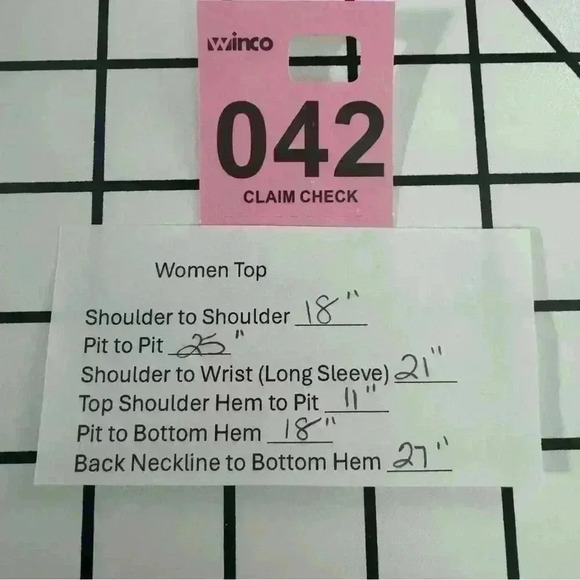 Winco
042
CLAIM CHECK
Women Top
Shoulder to Shoulder 18"
Pit to Pit 25"
Shoulder to Wrist (Long Sleeve) 21"
Top Shoulder Hem to Pit 11"
Pit to Bottom Hem 18"
Back Neckline to Bottom Hem 27"